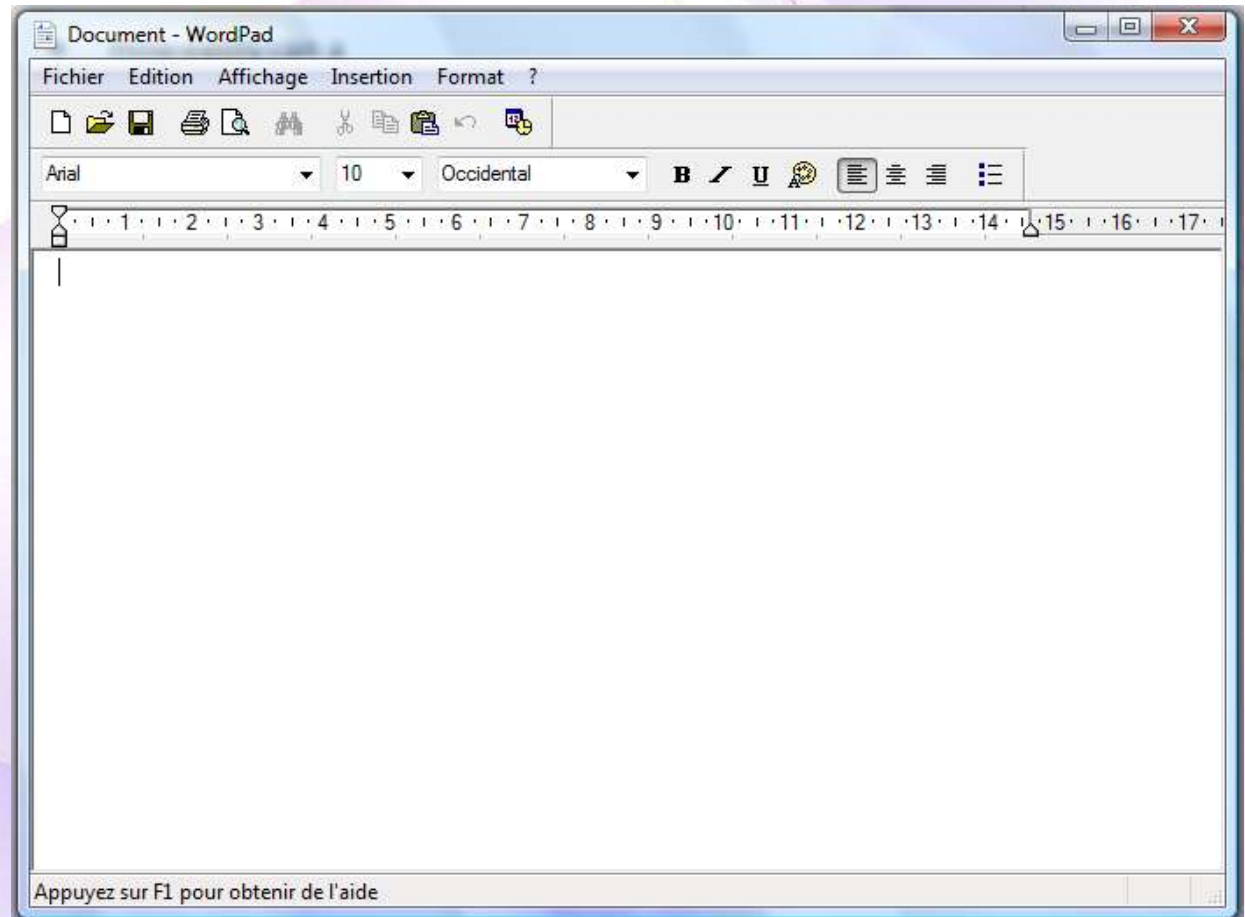 Document - WordPad
Fichier Edition Affichage Insertion Format ?
Arial 10 Occidental B I U
1 2 3 4 5 6 7 8 9 10 11 12 13 14 15 16 17
Appuyez sur F1 pour obtenir de l'aide